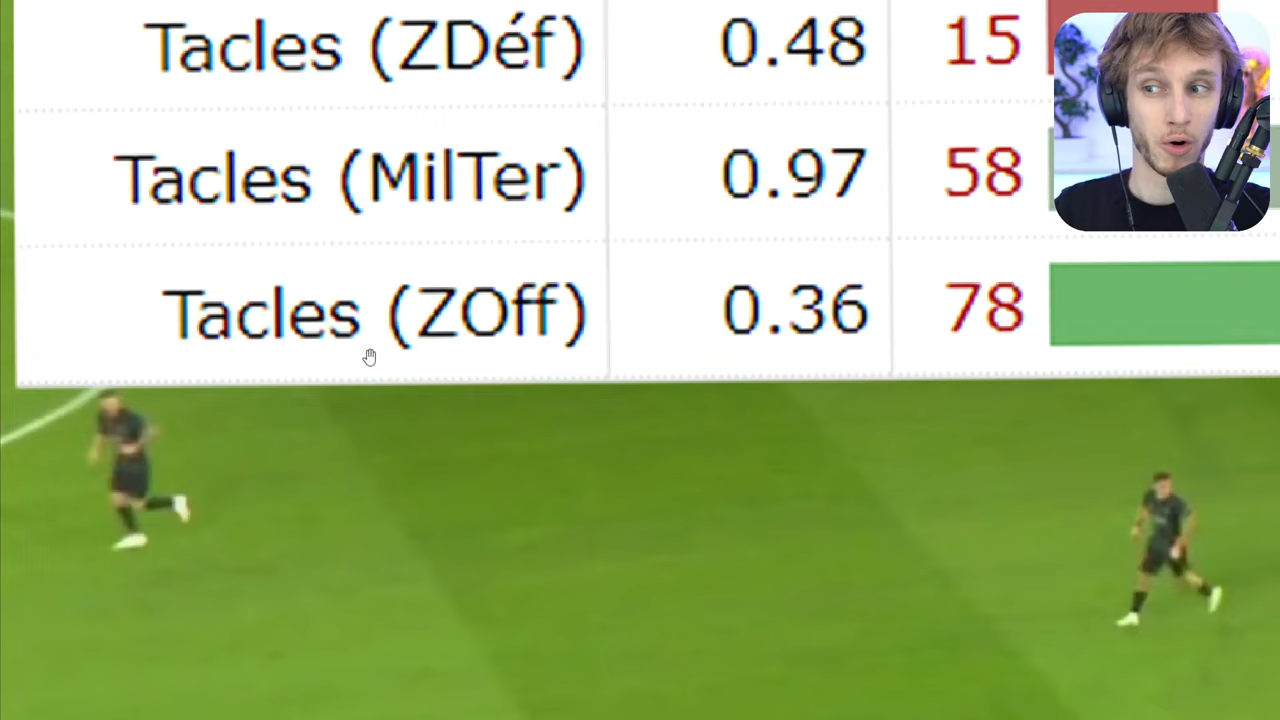 Tacles (ZDéf) 0.48 15
Tacles (MilTer) 0.97 58
Tacles (ZOff) 0.36 78